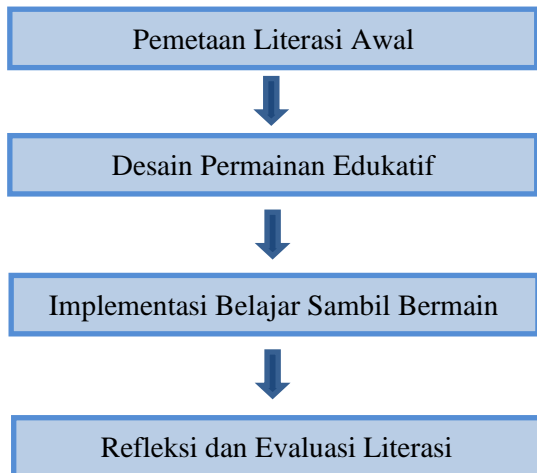 Pemetaan Literasi Awal
Desain Permainan Edukatif
Implementasi Belajar Sambil Bermain
Refleksi dan Evaluasi Literasi